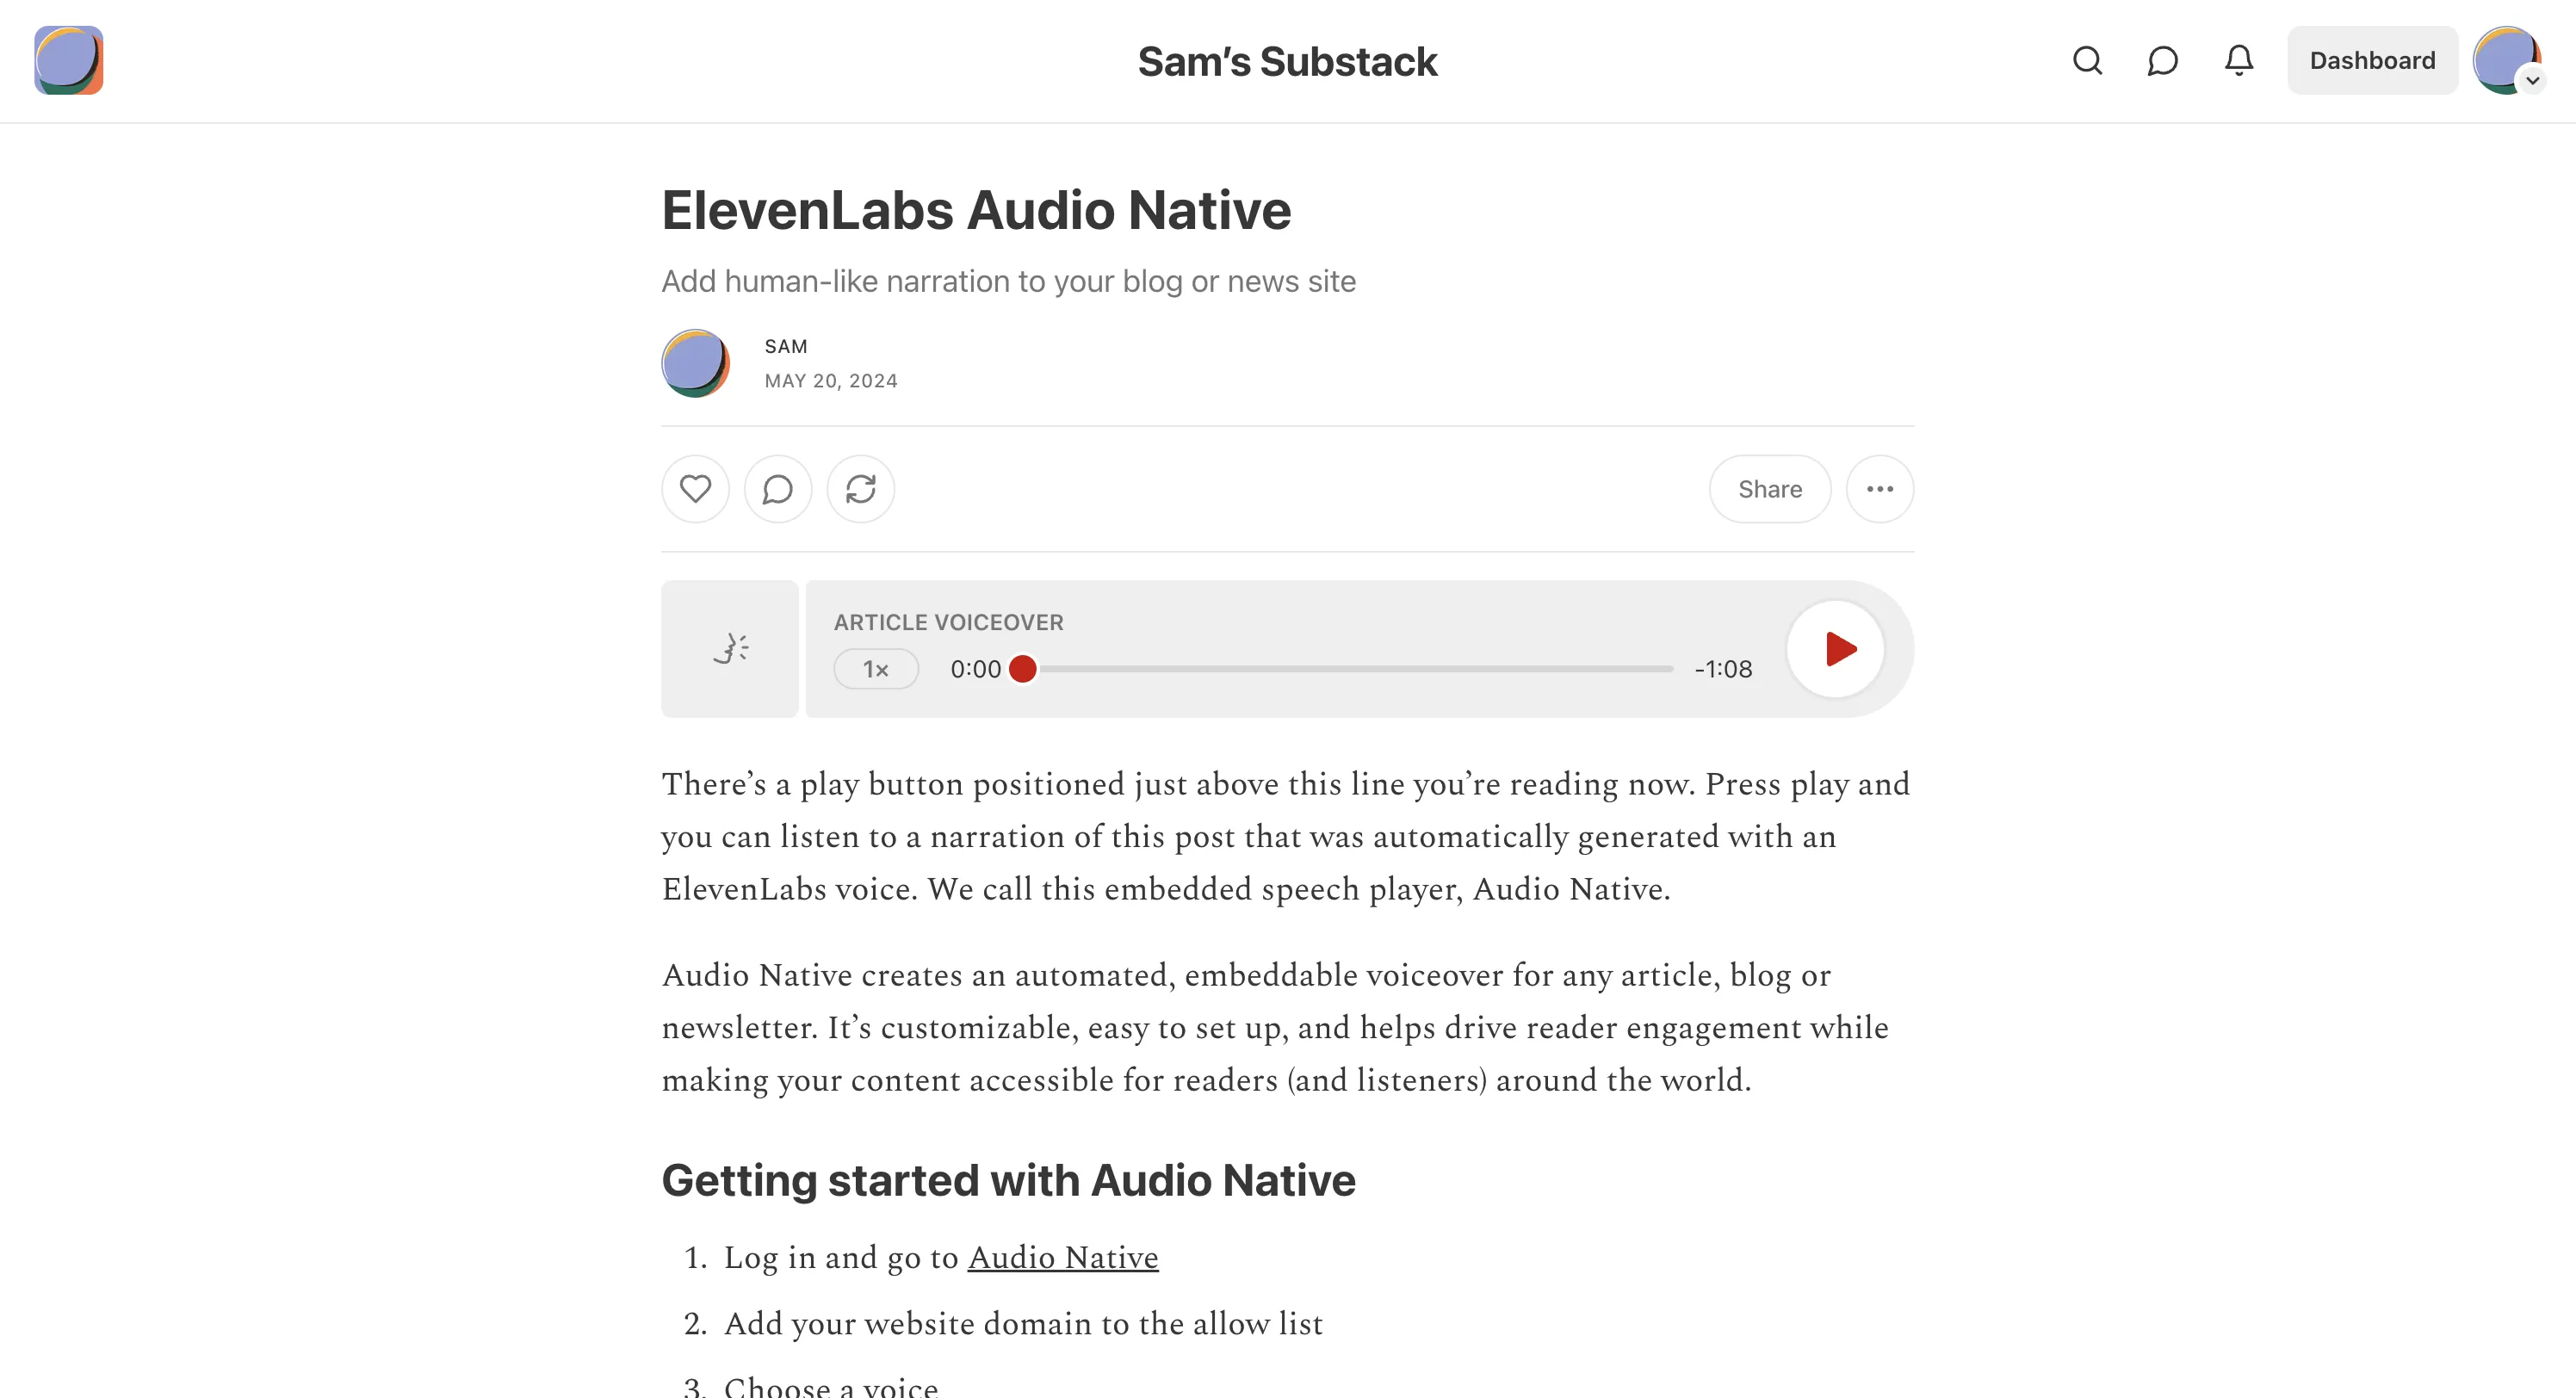 Sam’s Substack
Dashboard
ElevenLabs Audio Native
Add human-like narration to your blog or news site
SAM
MAY 20, 2024
Share
ARTICLE VOICEOVER
1×
0:00
-1:08
There’s a play button positioned just above this line you’re reading now. Press play and
you can listen to a narration of this post that was automatically generated with an
ElevenLabs voice. We call this embedded speech player, Audio Native.
Audio Native creates an automated, embeddable voiceover for any article, blog or
newsletter. It’s customizable, easy to set up, and helps drive reader engagement while
making your content accessible for readers (and listeners) around the world.
Getting started with Audio Native
1. Log in and go to Audio Native
2. Add your website domain to the allow list
3. Choose a voice